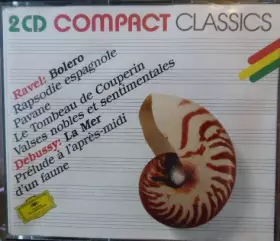 2CD COMPACT CLASSICS
Ravel: Bolero
Rapsodie espagnole
Pavane
Le Tombeau de Couperin
Valses nobles et sentimentales
Debussy: La Mer
Prélude à l'après-midi
d'un faune